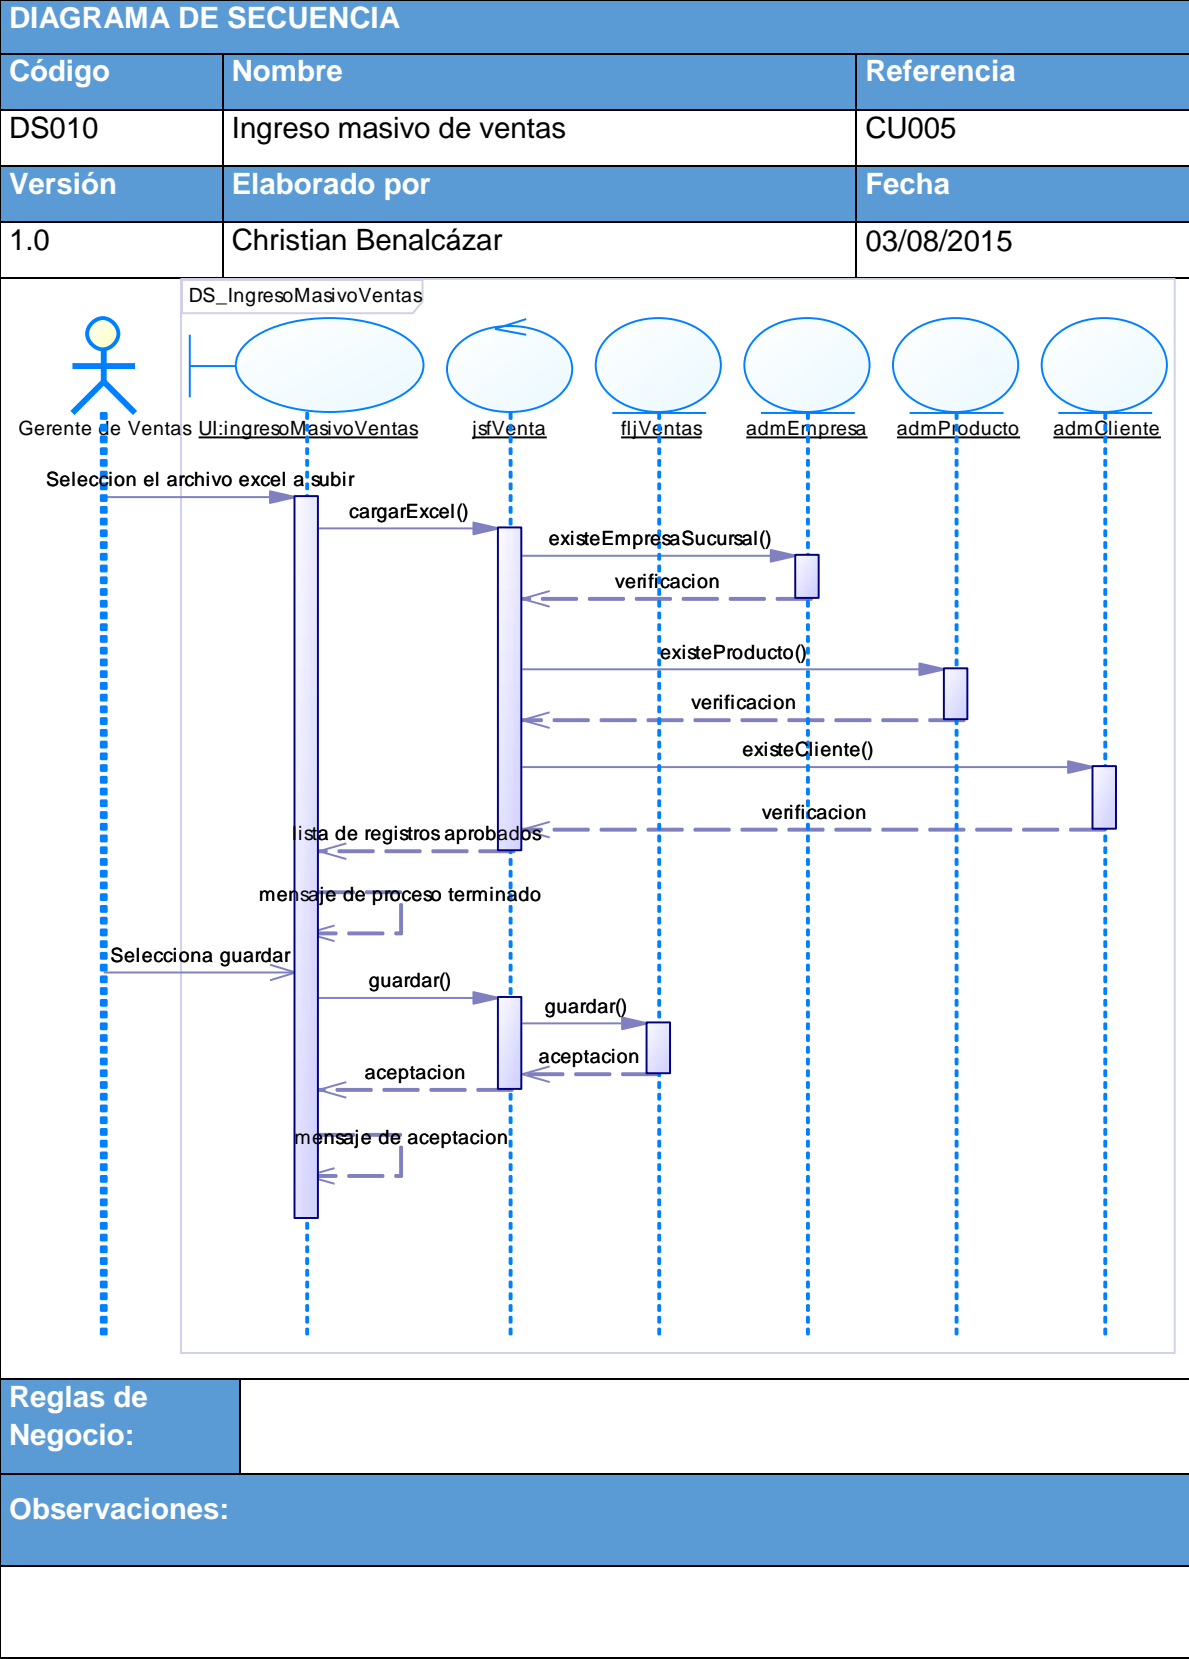 DIAGRAMA DE SECUENCIA
Código Nombre Referencia
DS010 Ingreso masivo de ventas CU005
Versión Elaborado por Fecha
1.0 Christian Benalcázar 03/08/2015
DS_IngresoMasivoVentas
Gerente de Ventas UI:ingresoMasivoVentas jsfVenta fljVentas admEmpresa admProducto admCliente
Seleccion el archivo excel a subir
cargarExcel()
existeEmpresaSucursal()
verificacion
existeProducto()
verificacion
existeCliente()
verificacion
lista de registros aprobados
mensaje de proceso terminado
Selecciona guardar
guardar()
guardar()
aceptacion
aceptacion
mensaje de aceptacion
Reglas de
Negocio:
Observaciones: